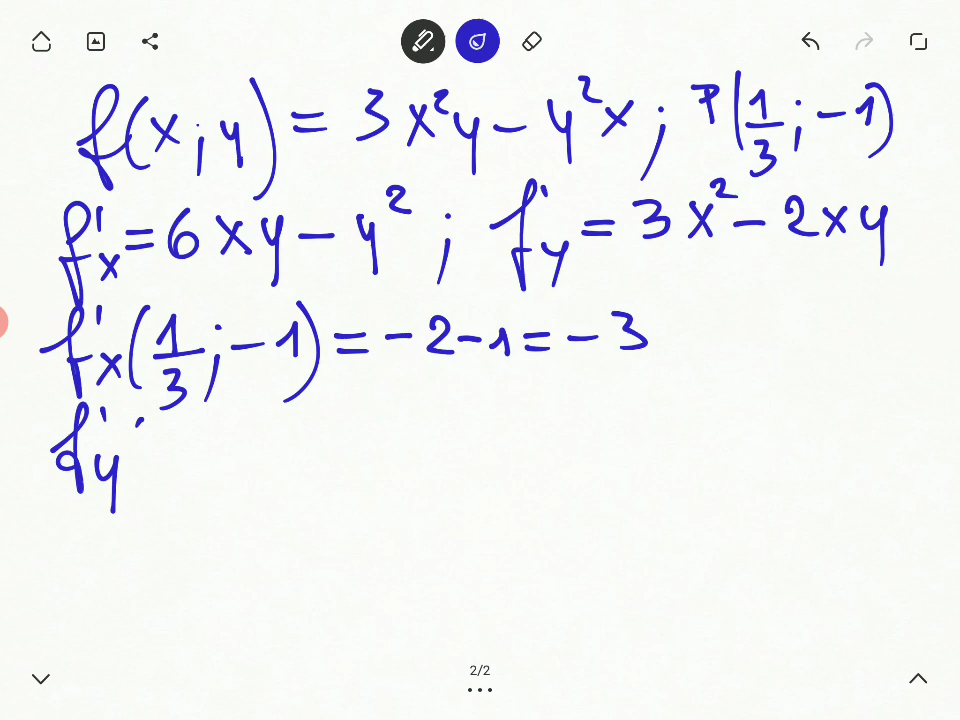 f(x; y) = 3x²y - y²x; P(1/3; -1)
f'x = 6xy - y²; f'y = 3x² - 2xy
f'x(1/3; -1) = -2 - 1 = -3
f'y
2/2